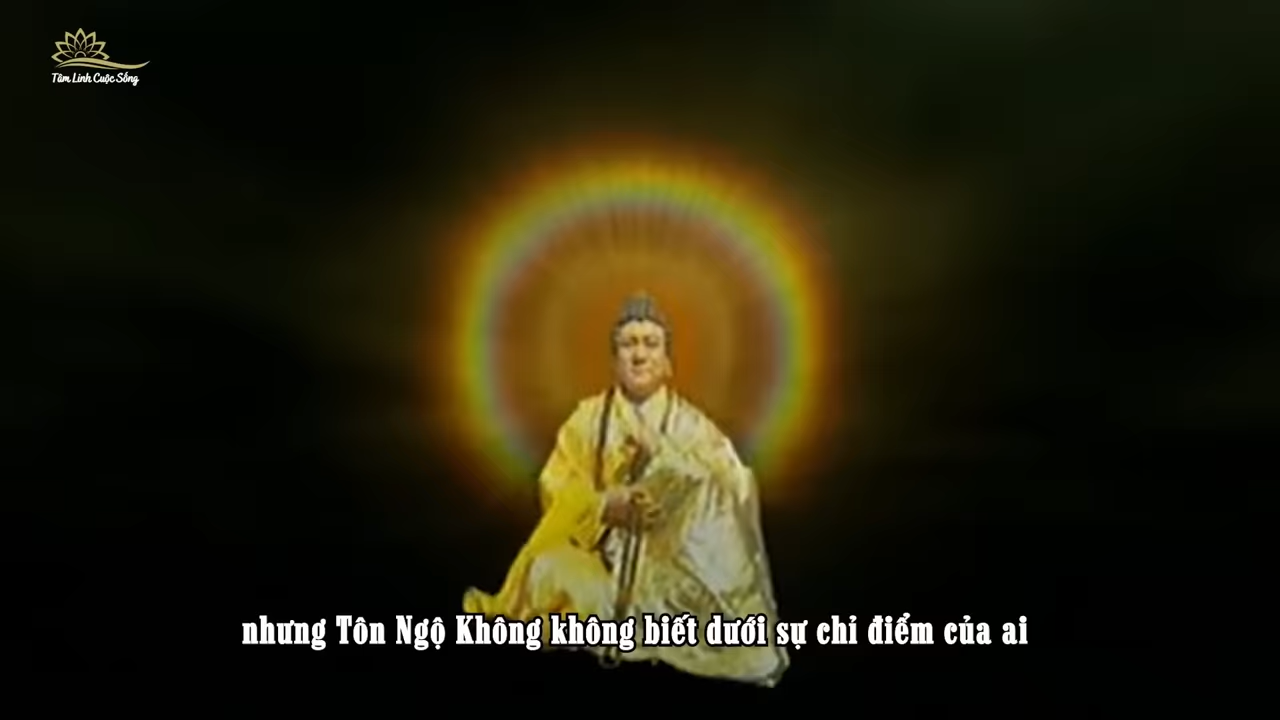 Tâm Linh Cuộc Sống
nhưng Tôn Ngộ Không không biết dưới sự chỉ điểm của ai